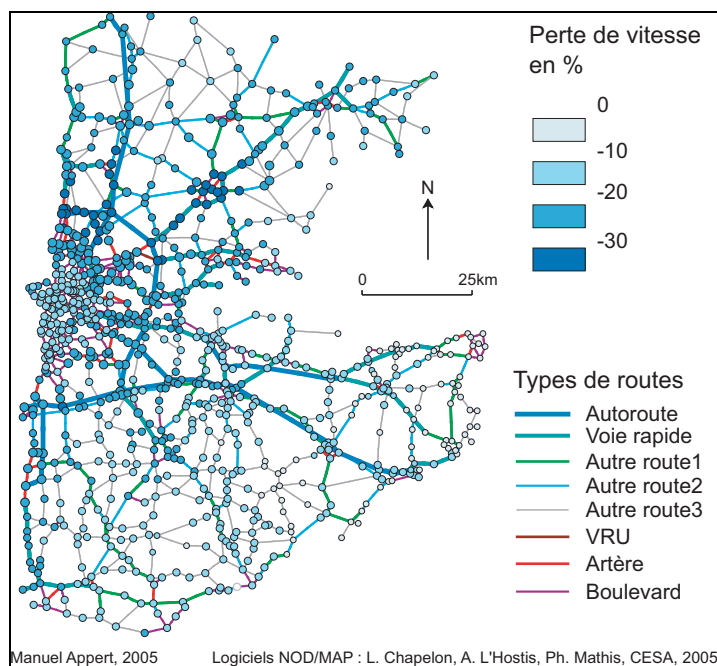 Perte de vitesse
en %
0
-10
-20
-30
N
0 25km
Types de routes
Autoroute
Voie rapide
Autre route1
Autre route2
Autre route3
VRU
Artère
Boulevard
Manuel Appert, 2005 Logiciels NOD/MAP : L. Chapelon, A. L'Hostis, Ph. Mathis, CESA, 2005